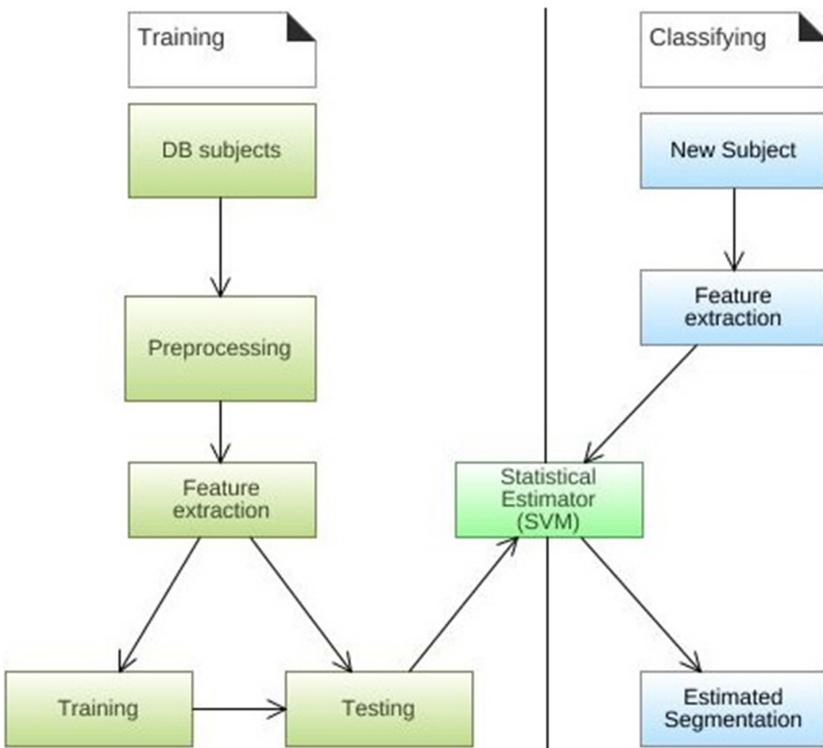 Training
DB subjects
Preprocessing
Feature
extraction
Training
Testing
Statistical
Estimator
(SVM)
Classifying
New Subject
Feature
extraction
Estimated
Segmentation